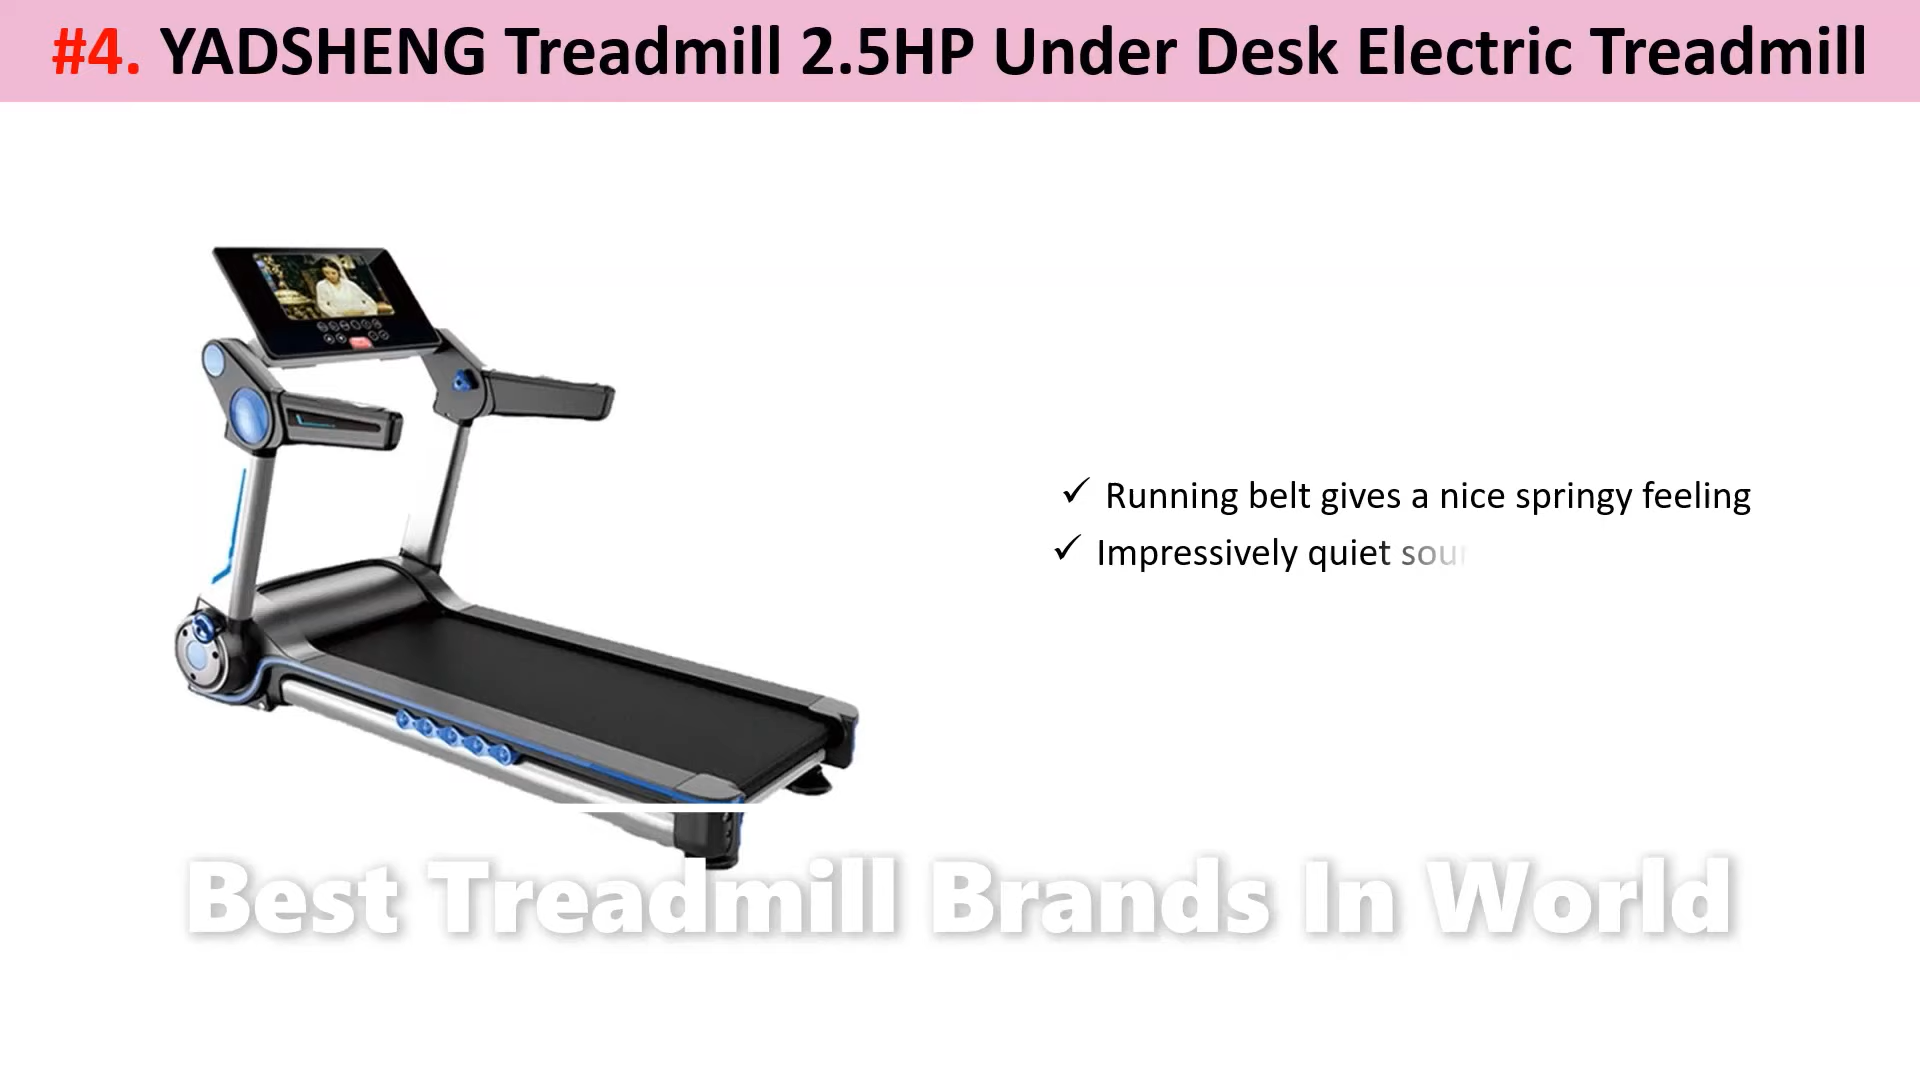 #4. YADSHENG Treadmill 2.5HP Under Desk Electric Treadmill
✓ Running belt gives a nice springy feeling
✓ Impressively quiet sou
Best Treadmill Brands In World